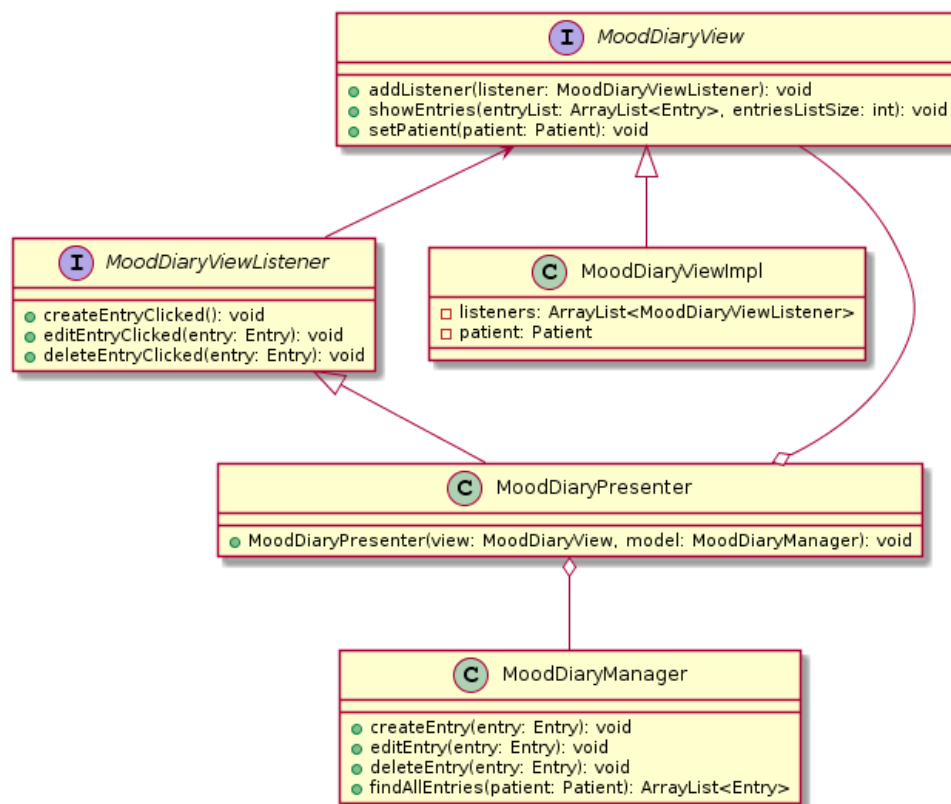 I MoodDiaryView
addListener(listener: MoodDiaryViewListener): void
showEntries(entryList: ArrayList<Entry>, entriesListSize: int): void
setPatient(patient: Patient): void
I MoodDiaryViewListener
createEntryClicked(): void
editEntryClicked(entry: Entry): void
deleteEntryClicked(entry: Entry): void
C MoodDiaryViewImpl
listeners: ArrayList<MoodDiaryViewListener>
patient: Patient
C MoodDiaryPresenter
MoodDiaryPresenter(view: MoodDiaryView, model: MoodDiaryManager): void
C MoodDiaryManager
createEntry(entry: Entry): void
editEntry(entry: Entry): void
deleteEntry(entry: Entry): void
findAllEntries(patient: Patient): ArrayList<Entry>